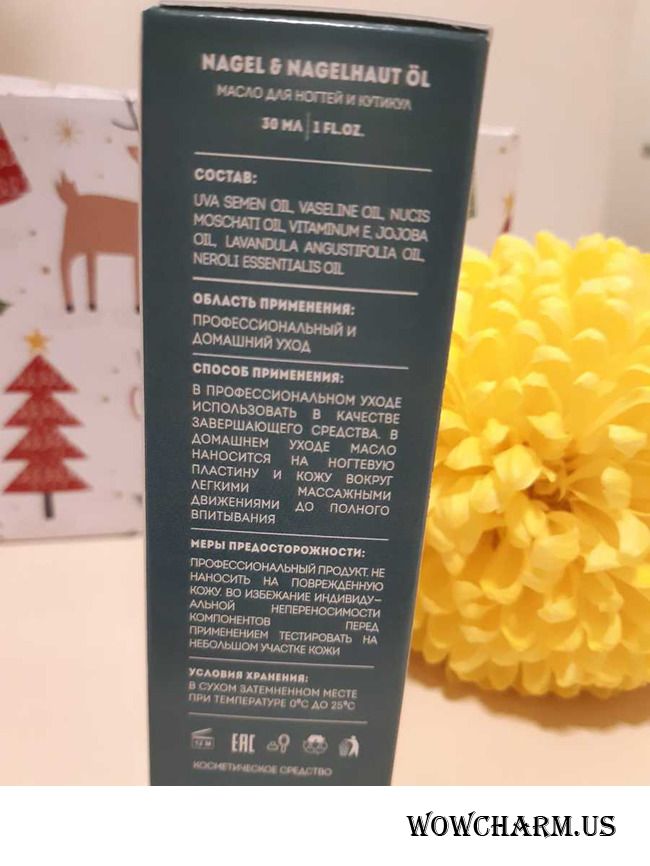 NAGEL & NAGELHAUT ÖL
МАСЛО ДЛЯ НОГТЕЙ И КУТИКУЛ
30 МЛ | 1 FL.OZ.
СОСТАВ:
UVA SEMEN OIL, VASELINE OIL, NUCIS
MOSCHATI OIL, VITAMINUM E, JOJOBA
OIL, LAVANDULA ANGUSTIFOLIA OIL,
NEROLI ESSENTIALIS OIL
ОБЛАСТЬ ПРИМЕНЕНИЯ:
ПРОФЕССИОНАЛЬНЫЙ И
ДОМАШНИЙ УХОД
СПОСОБ ПРИМЕНЕНИЯ:
В ПРОФЕССИОНАЛЬНОМ УХОДЕ
ИСПОЛЬЗОВАТЬ В КАЧЕСТВЕ
ЗАВЕРШАЮЩЕГО СРЕДСТВА. В
ДОМАШНЕМ УХОДЕ МАСЛО
НАНОСИТСЯ НА НОГТЕВУЮ
ПЛАСТИНУ И КОЖУ ВОКРУГ
ЛЕГКИМИ МАССАЖНЫМИ
ДВИЖЕНИЯМИ ДО ПОЛНОГО
ВПИТЫВАНИЯ
МЕРЫ ПРЕДОСТОРОЖНОСТИ:
ПРОФЕССИОНАЛЬНЫЙ ПРОДУКТ. НЕ
НАНОСИТЬ НА ПОВРЕЖДЕННУЮ
КОЖУ. ВО ИЗБЕЖАНИЕ ИНДИВИДУ-
АЛЬНОЙ НЕПЕРЕНОСИМОСТИ
КОМПОНЕНТОВ ПЕРЕД
ПРИМЕНЕНИЕМ ТЕСТИРОВАТЬ НА
НЕБОЛЬШОМ УЧАСТКЕ КОЖИ
УСЛОВИЯ ХРАНЕНИЯ:
В СУХОМ ЗАТЕМНЕННОМ МЕСТЕ
ПРИ ТЕМПЕРАТУРЕ 0°C ДО 25°C
12 M EAC
КОСМЕТИЧЕСКОЕ СРЕДСТВО
WOWCHARM.US